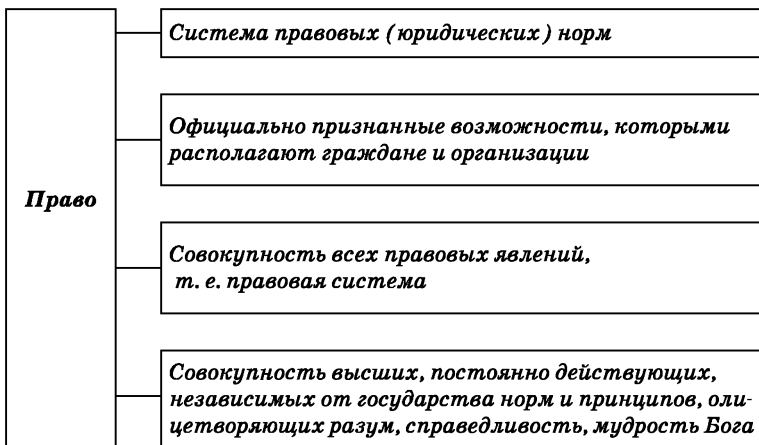 Право
Система правовых (юридических) норм
Официально признанные возможности, которыми
располагают граждане и организации
Совокупность всех правовых явлений,
т. е. правовая система
Совокупность высших, постоянно действующих,
независимых от государства норм и принципов, оли-
цетворяющих разум, справедливость, мудрость Бога